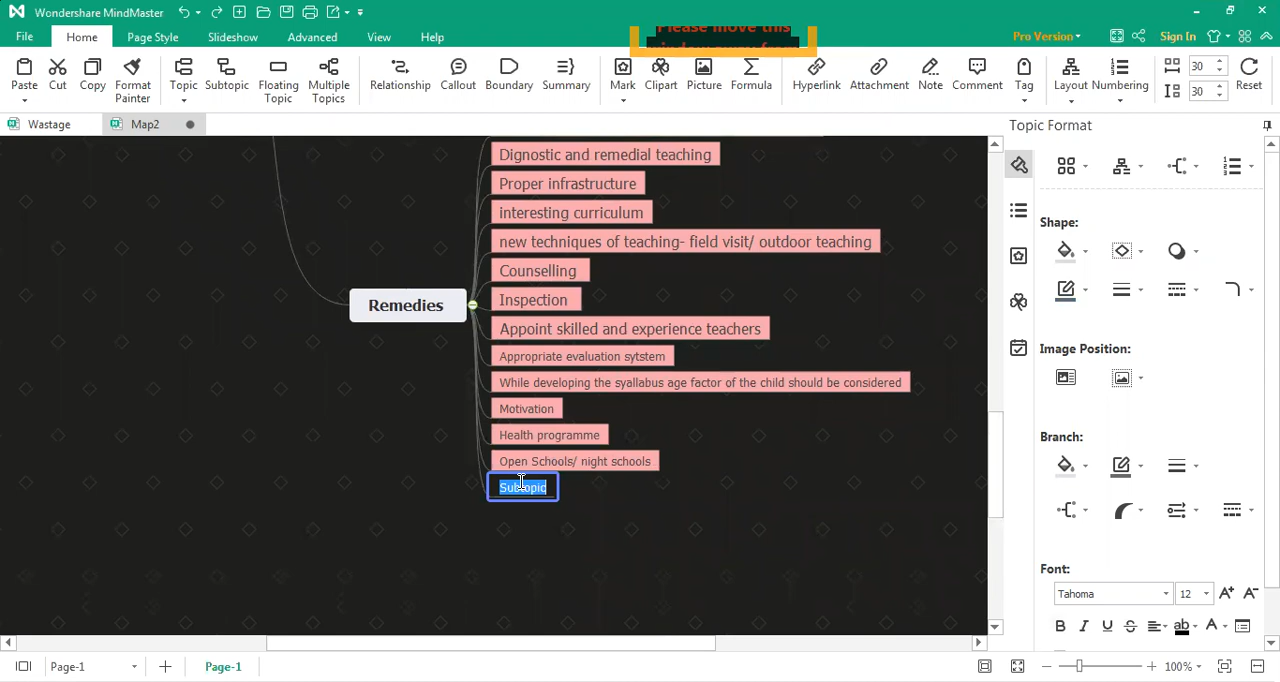 Wondershare MindMaster
Please move this
File Home Page Style Slideshow Advanced View Help Pro Version Sign In
Paste Cut Copy Format Painter Topic Subtopic Floating Topic Multiple Topics Relationship Callout Boundary Summary Mark Clipart Picture Formula Hyperlink Attachment Note Comment Tag Layout Numbering 30 30 Reset
Wastage Map2
Topic Format
Dignostic and remedial teaching
Proper infrastructure
interesting curriculum
new techniques of teaching- field visit/ outdoor teaching
Counselling
Inspection
Remedies
Appoint skilled and experience teachers
Appropriate evaluation sytstem
While developing the syallabus age factor of the child should be considered
Motivation
Health programme
Open Schools/ night schools
Subtopic
Shape:
Image Position:
Branch:
Font:
Tahoma 12 A+ A-
B I U S ab A
Page-1 Page-1 100%